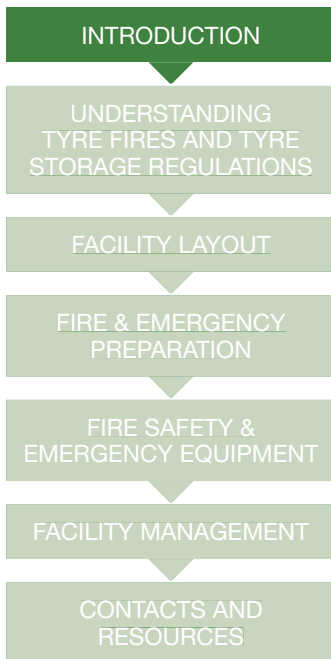 INTRODUCTION
UNDERSTANDING
TYRE FIRES AND TYRE
STORAGE REGULATIONS
FACILITY LAYOUT
FIRE & EMERGENCY
PREPARATION
FIRE SAFETY &
EMERGENCY EQUIPMENT
FACILITY MANAGEMENT
CONTACTS AND
RESOURCES